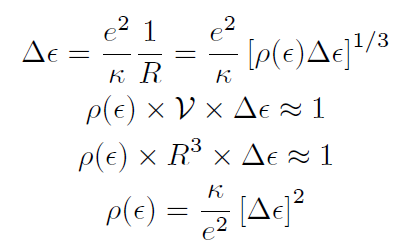 Δϵ = e²/κ 1/R = e²/κ [ρ(ϵ)Δϵ]^{1/3}
ρ(ϵ) × 𝒱 × Δϵ ≈ 1
ρ(ϵ) × R³ × Δϵ ≈ 1
ρ(ϵ) = κ/e² [Δϵ]²